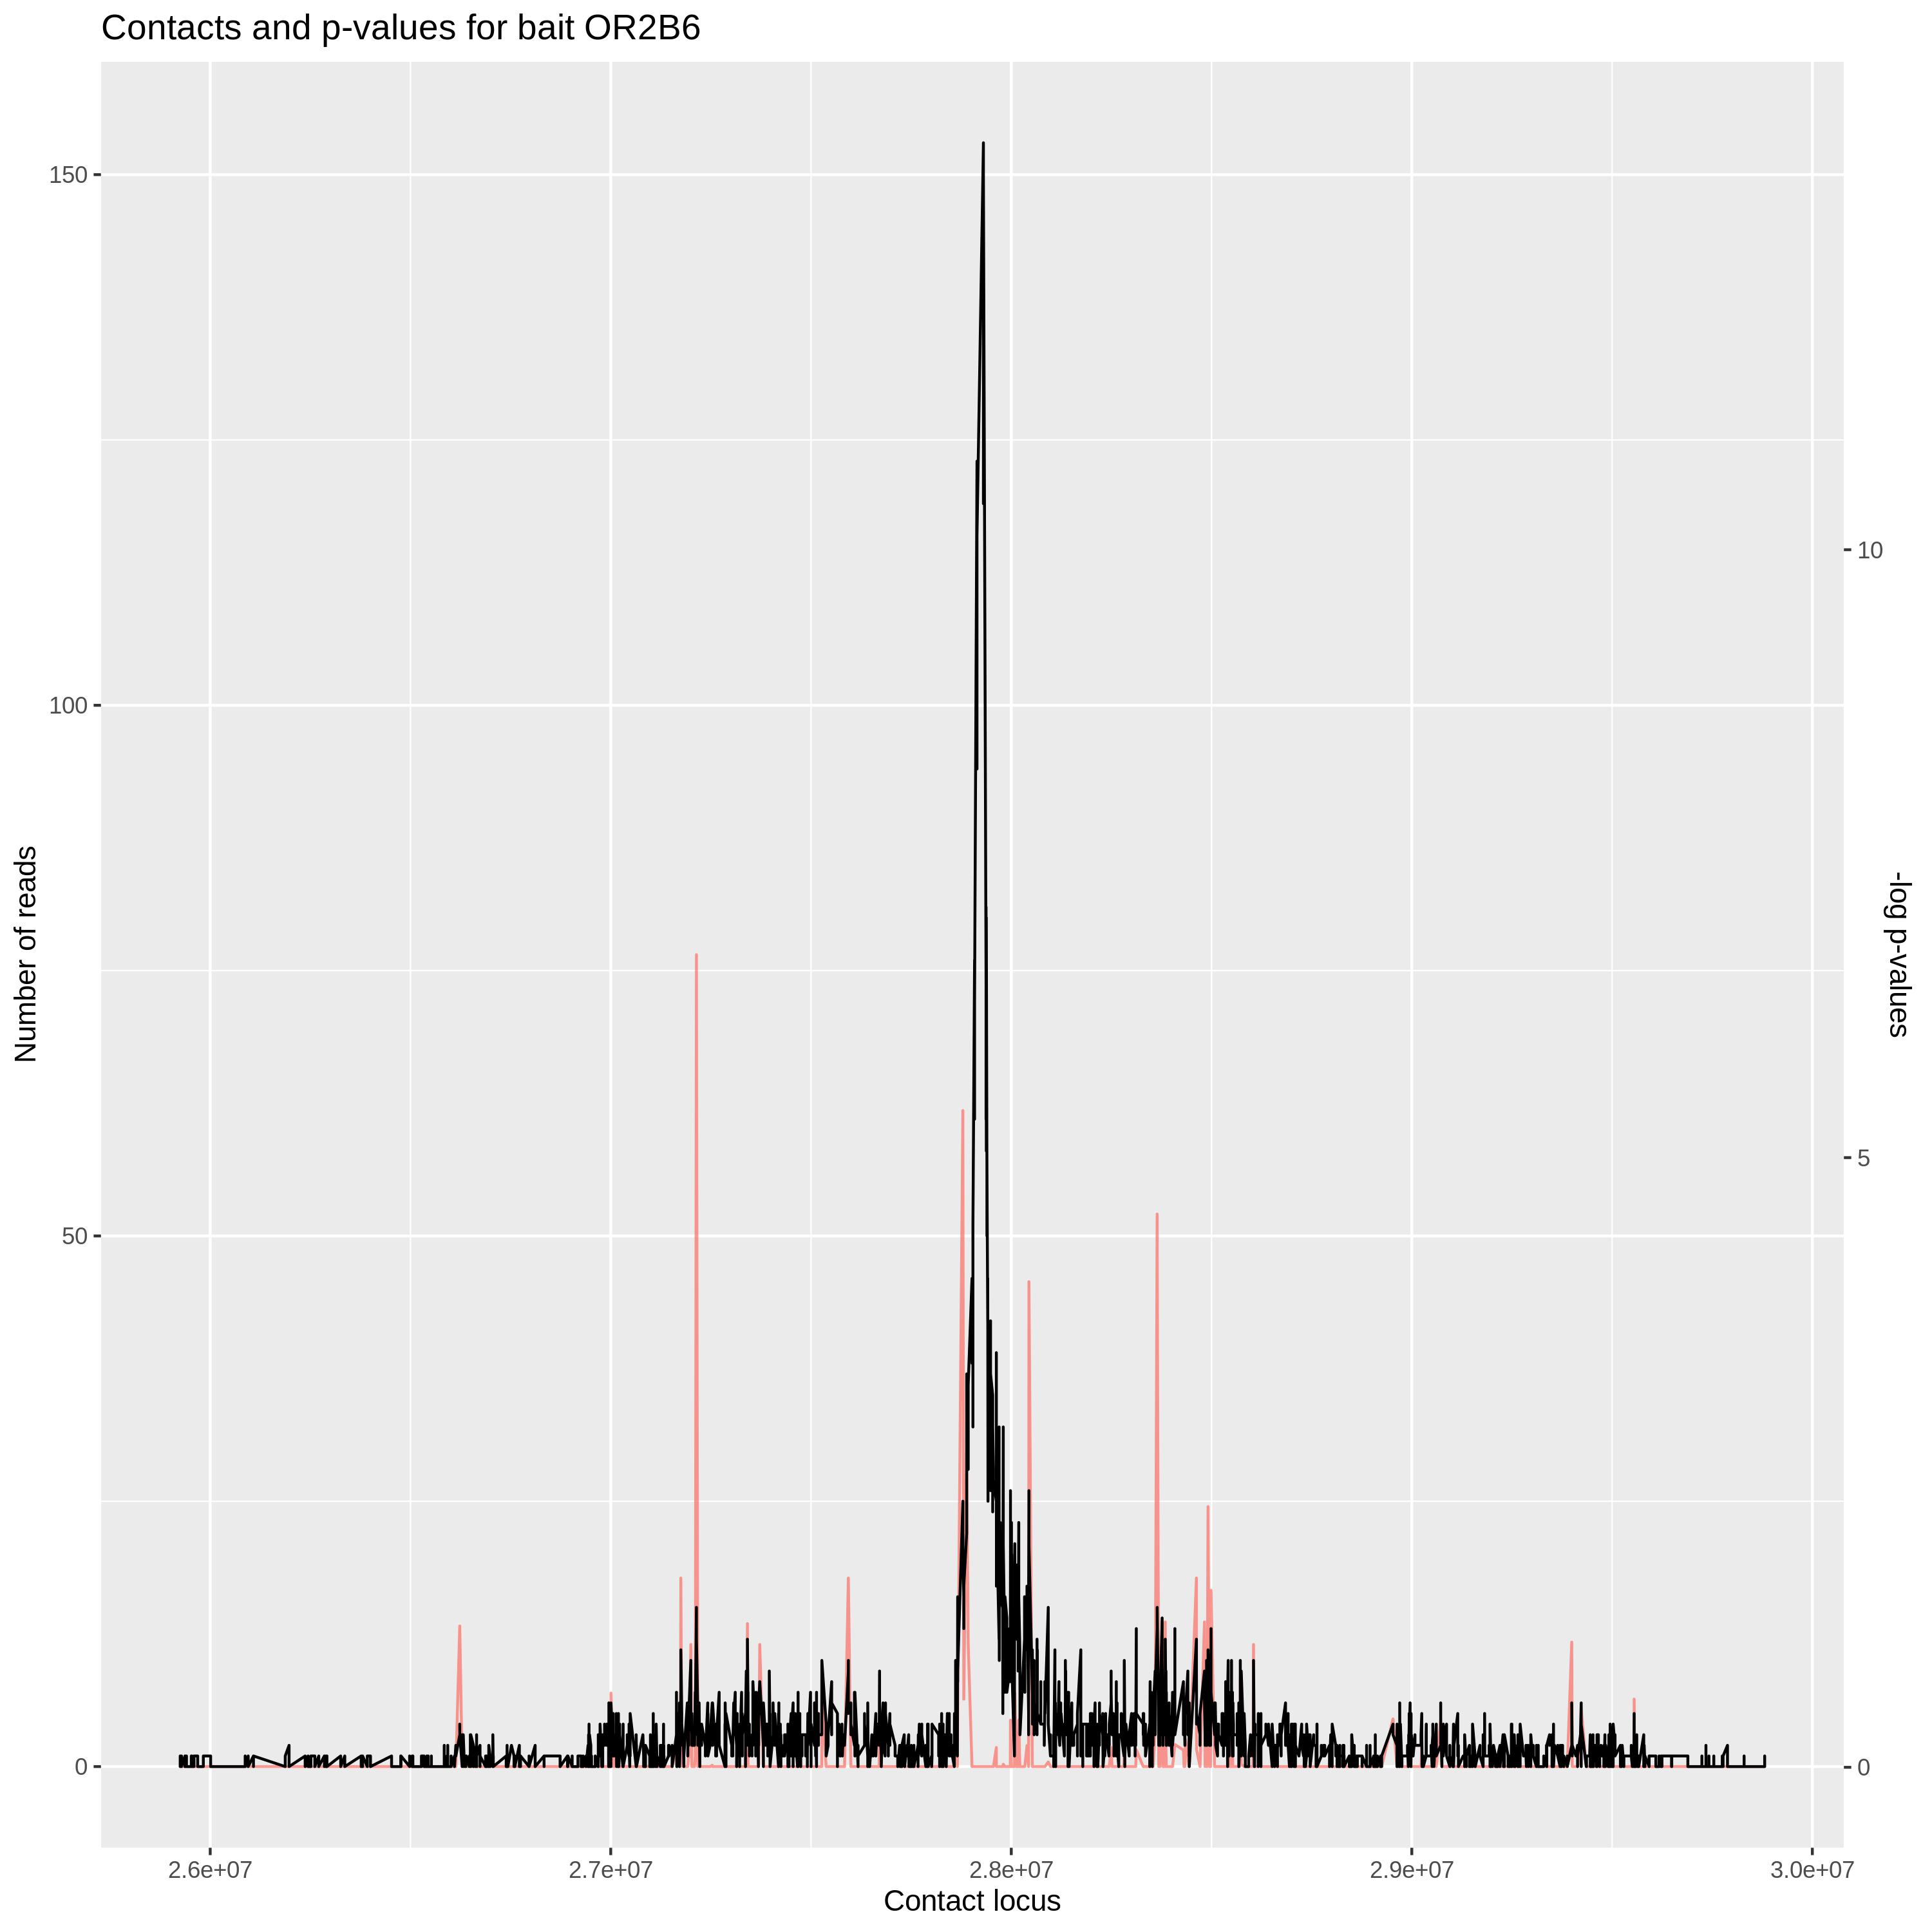 Contacts and p-values for bait OR2B6
150
100
50
0
Number of reads
10
5
0
-log p-values
2.6e+07
2.7e+07
2.8e+07
2.9e+07
3.0e+07
Contact locus